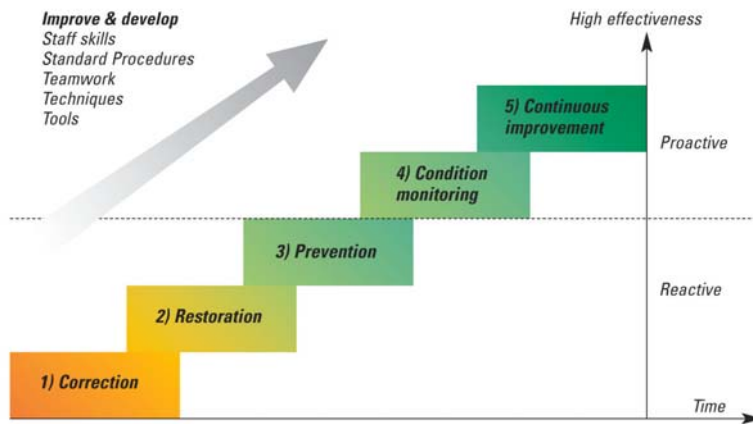 Improve & develop
Staff skills
Standard Procedures
Teamwork
Techniques
Tools
High effectiveness
5) Continuous
improvement
Proactive
4) Condition
monitoring
3) Prevention
Reactive
2) Restoration
1) Correction
Time